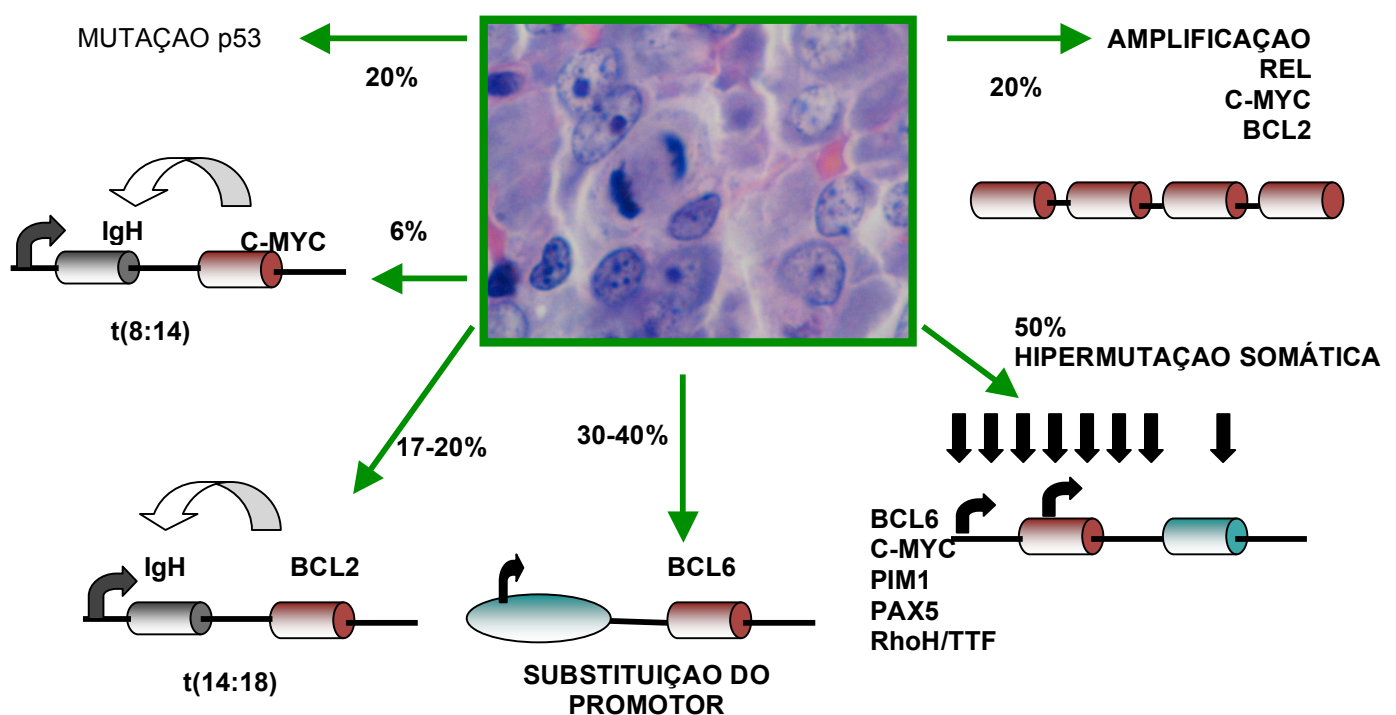 MUTAÇAO p53
20%
AMPLIFICAÇAO
REL
C-MYC
BCL2
20%
IgH
C-MYC
6%
t(8:14)
50%
HIPERMUTAÇAO SOMÁTICA
17-20%
30-40%
IgH
BCL2
t(14:18)
BCL6
SUBSTITUIÇAO DO
PROMOTOR
BCL6
C-MYC
PIM1
PAX5
RhoH/TTF